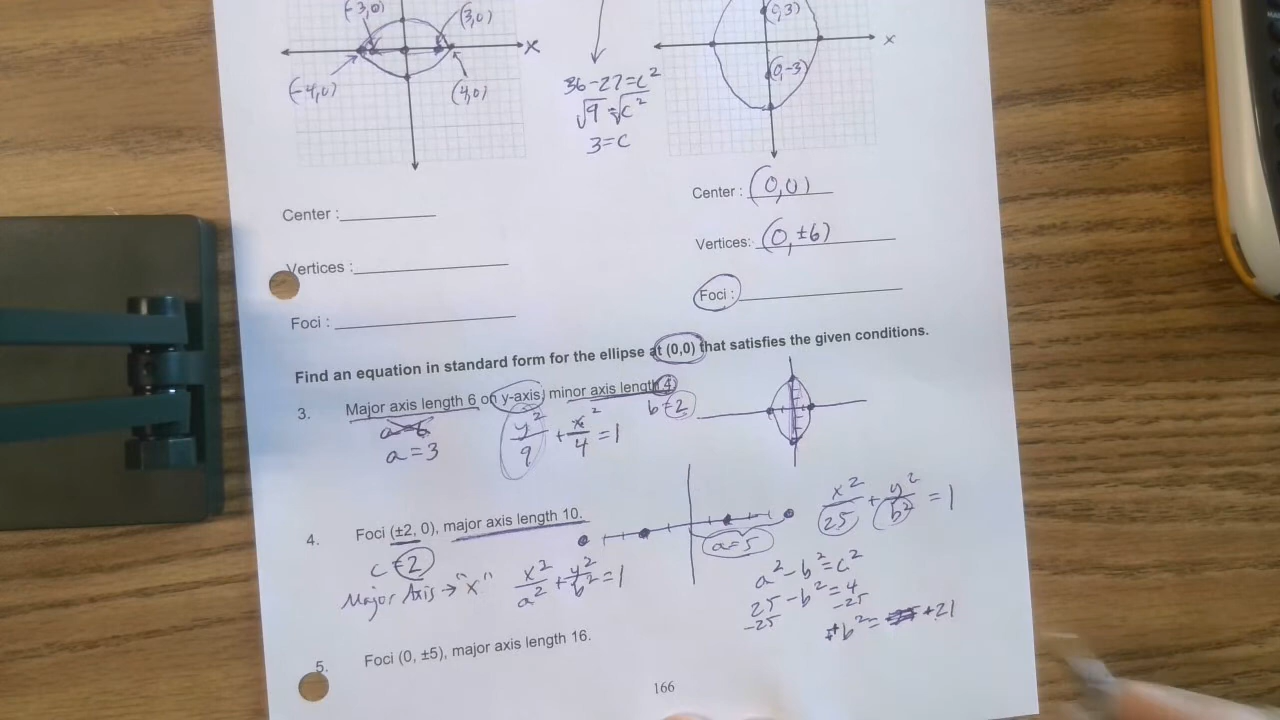 (-3,0)
(3,0)
x
(-4,0)
(4,0)
36-27=c²
√9=√c²
3=c
(0,3)
x
(0,-3)
Center :
Vertices :
Foci :
Center : (0,0)
Vertices: (0,±6)
Foci :
Find an equation in standard form for the ellipse at (0,0) that satisfies the given conditions.
3. Major axis length 6 on y-axis, minor axis length 4.
a=6
b=2
a=3
y²/9 + x²/4 = 1
4. Foci (±2, 0), major axis length 10.
c=2
a=5
x²/25 + y²/b² = 1
Major Axis → "x"
x²/a² + y²/b² = 1
a²-b²=c²
25-b²=4
-25 -25
+b²= +21
5. Foci (0, ±5), major axis length 16.
166